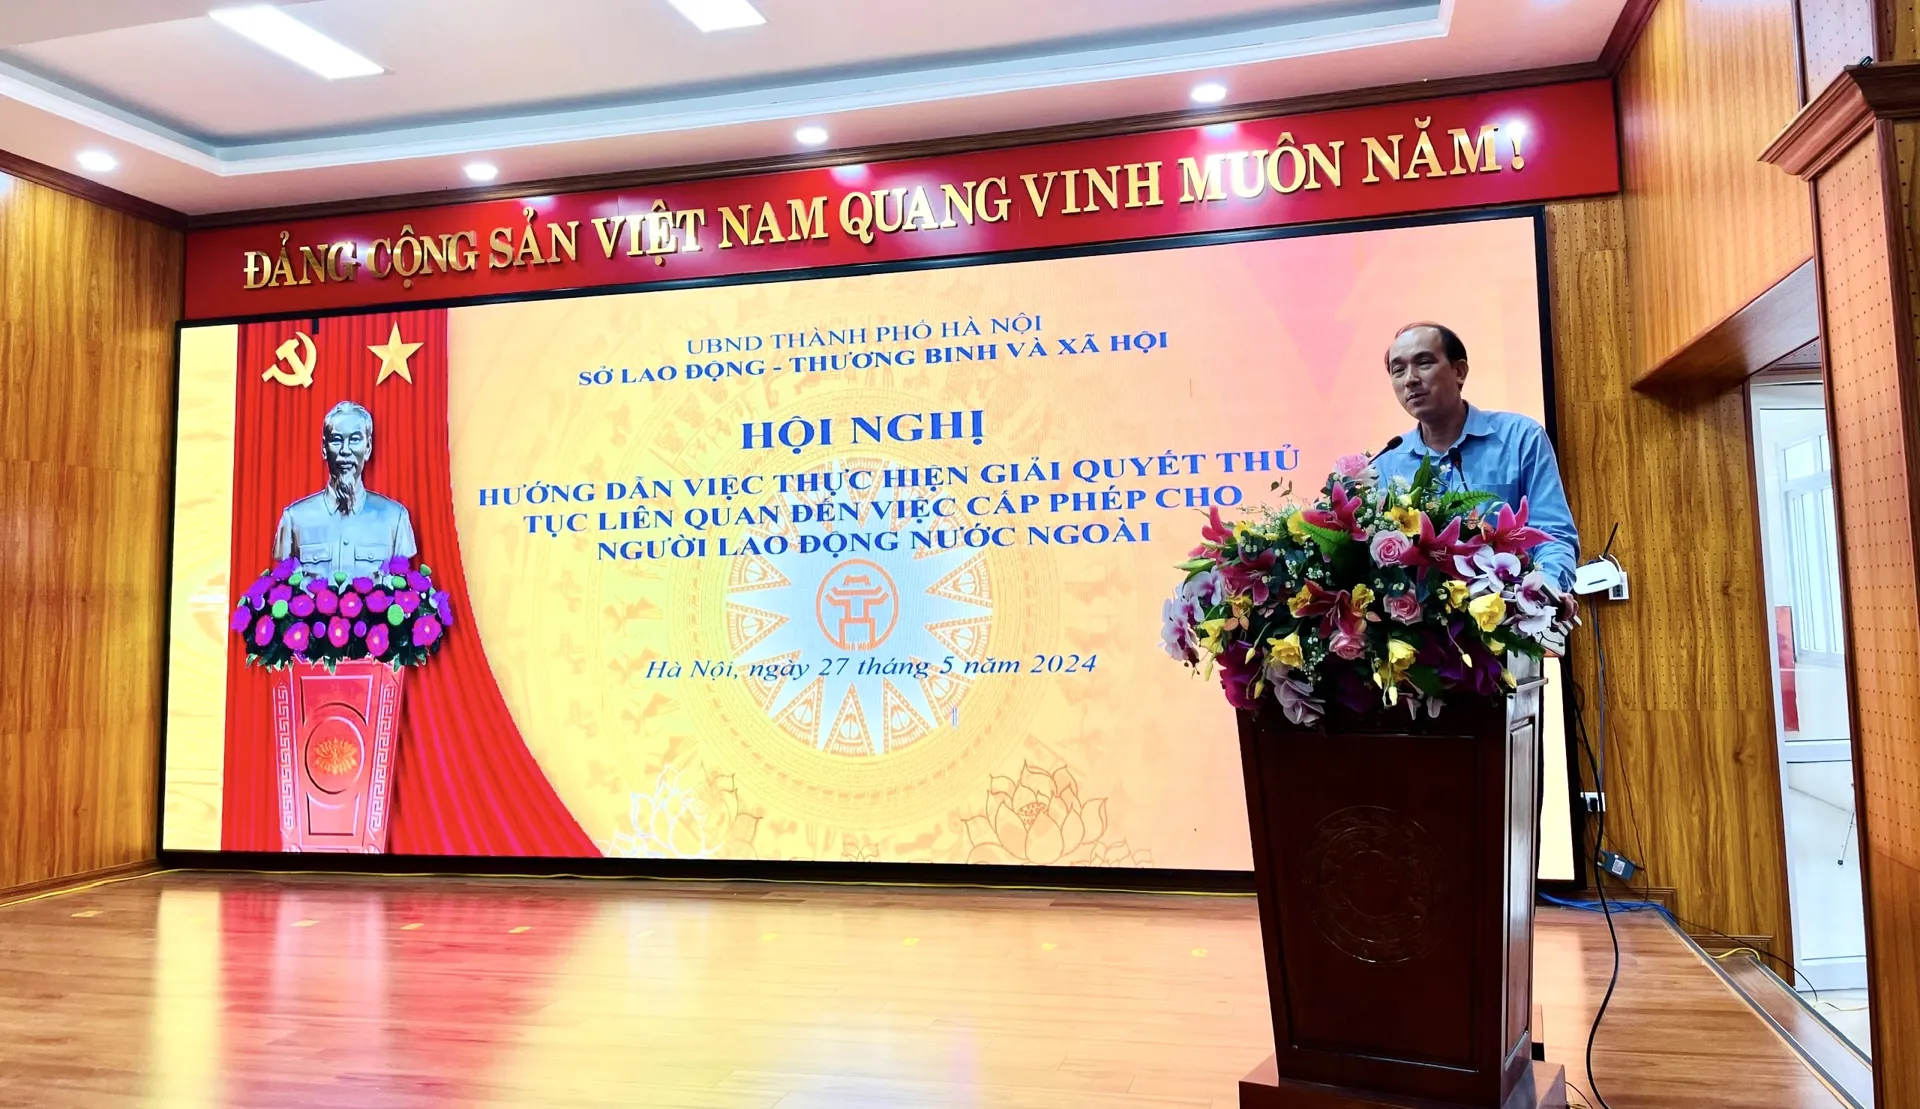 ĐẢNG CỘNG SẢN VIỆT NAM QUANG VINH MUÔN NĂM!
UBND THÀNH PHỐ HÀ NỘI
SỞ LAO ĐỘNG - THƯƠNG BINH VÀ XÃ HỘI
HỘI NGHỊ
HƯỚNG DẪN VIỆC THỰC HIỆN GIẢI QUYẾT THỦ
TỤC LIÊN QUAN ĐẾN VIỆC CẤP PHÉP CHO
NGƯỜI LAO ĐỘNG NƯỚC NGOÀI
Hà Nội, ngày 27 tháng 5 năm 2024